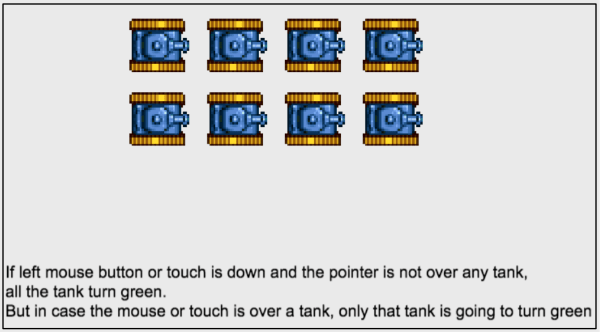 If left mouse button or touch is down and the pointer is not over any tank,
all the tank turn green.
But in case the mouse or touch is over a tank, only that tank is going to turn green